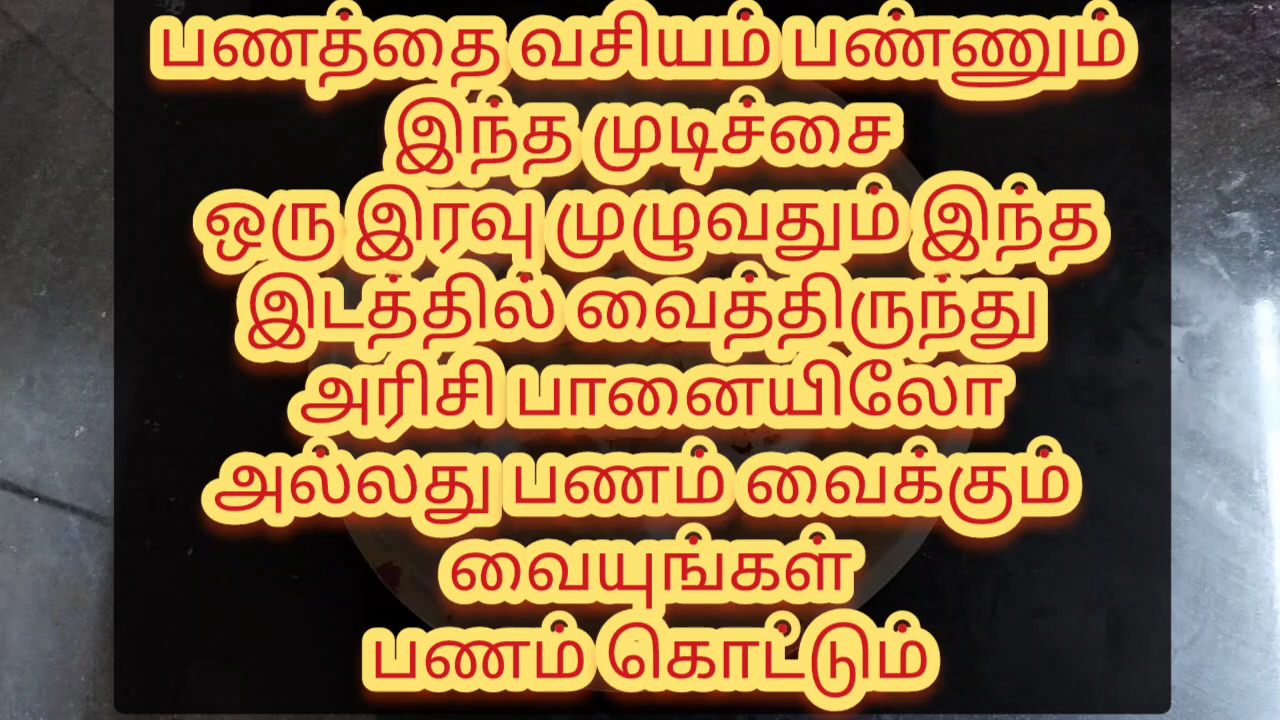 பணத்தை வசியம் பண்ணும்
இந்த முடிச்சை
ஒரு இரவு முழுவதும் இந்த
இடத்தில் வைத்திருந்து
அரிசி பானையிலோ
அல்லது பணம் வைக்கும்
வையுங்கள்
பணம் கொட்டும்